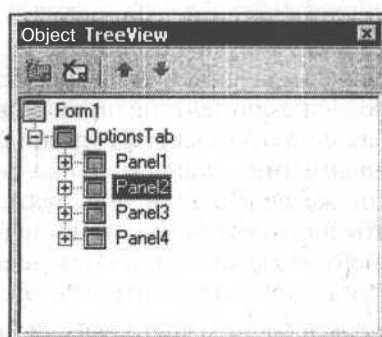 Object TreeView
Form1
OptionsTab
Panel1
Panel2
Panel3
Panel4